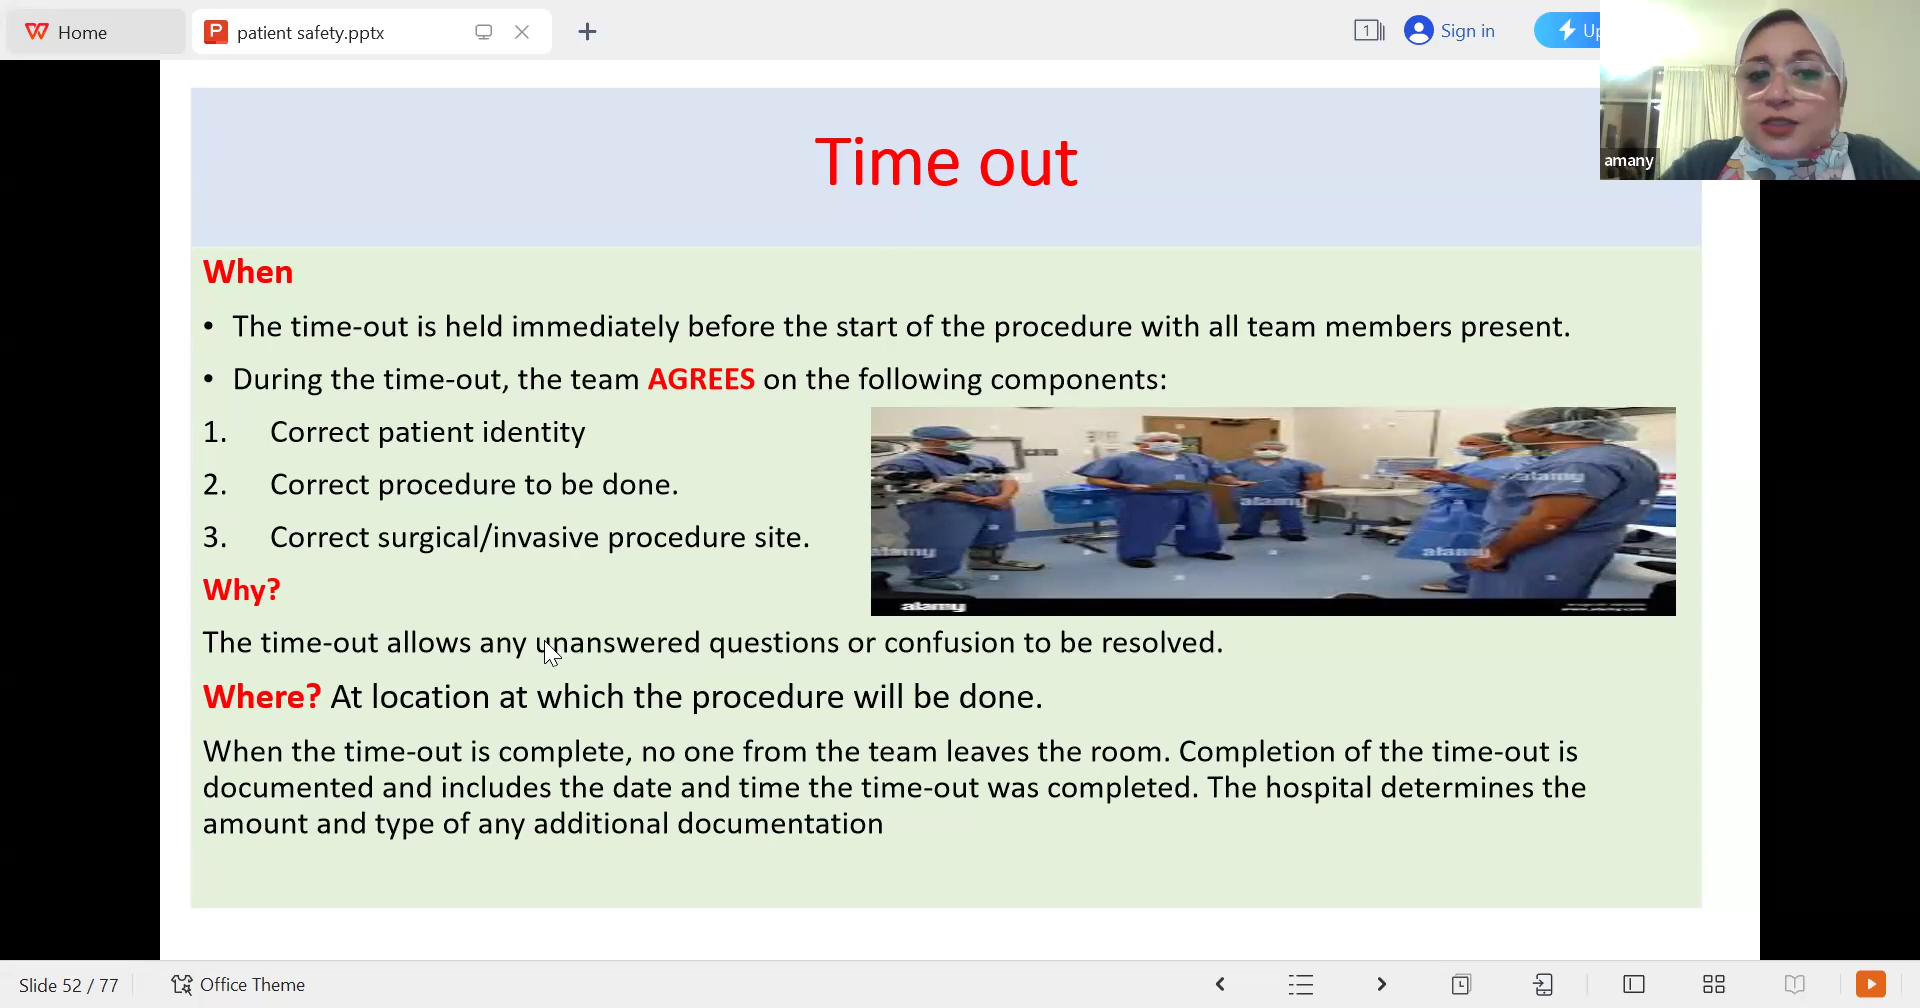 Home
patient safety.pptx
1
Sign in
amany
Time out
When
• The time-out is held immediately before the start of the procedure with all team members present.
• During the time-out, the team AGREES on the following components:
1. Correct patient identity
2. Correct procedure to be done.
3. Correct surgical/invasive procedure site.
alamy
alamy
alamy
alamy
alamy
Why?
The time-out allows any unanswered questions or confusion to be resolved.
Where? At location at which the procedure will be done.
When the time-out is complete, no one from the team leaves the room. Completion of the time-out is
documented and includes the date and time the time-out was completed. The hospital determines the
amount and type of any additional documentation
Slide 52 / 77
Office Theme